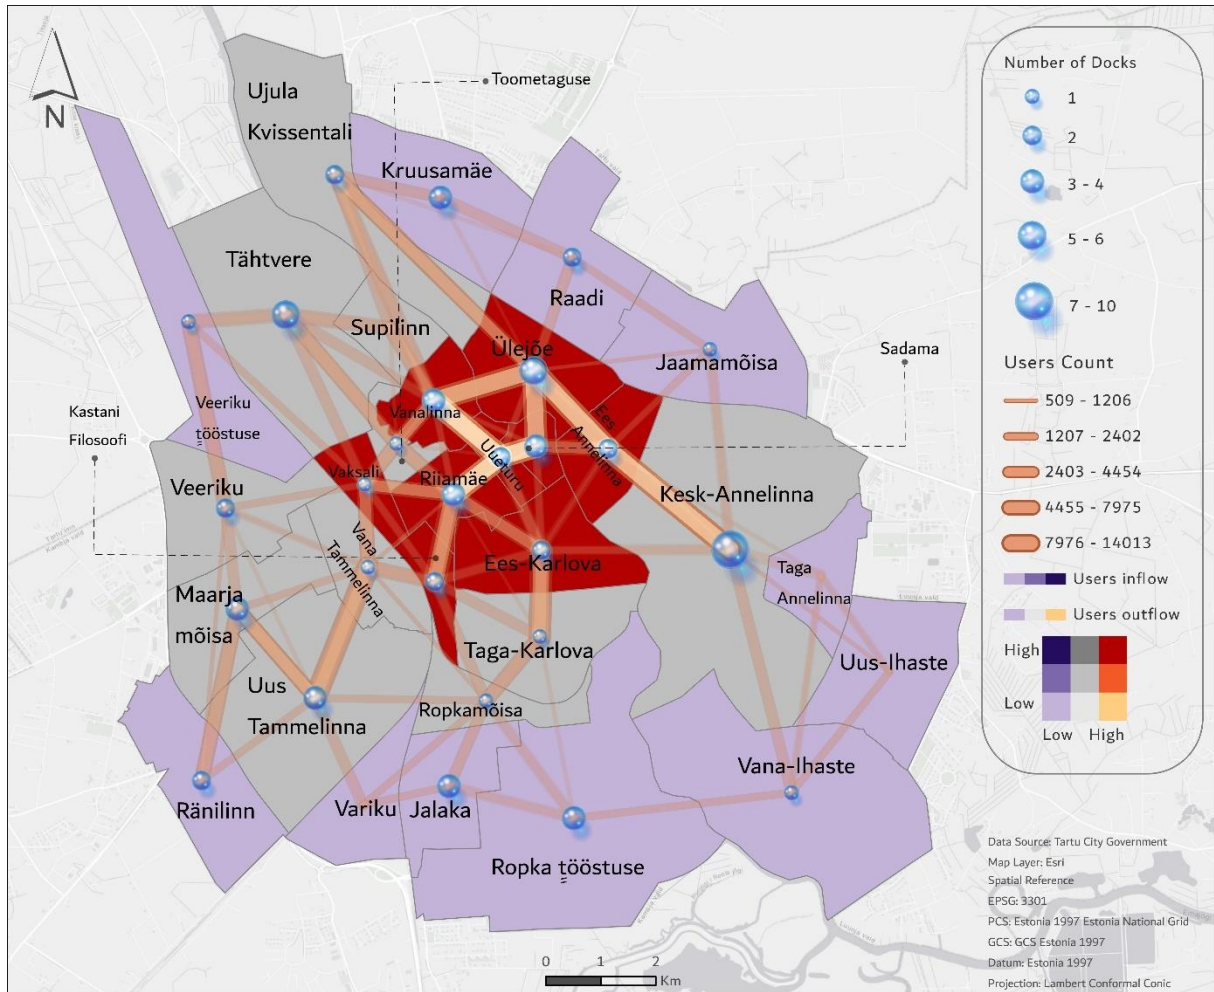 Toometaguse
Ujula
Kvissentali
N
Kruusamäe
Tähtvere
Raadi
Supilinn
Ülejõe
Jaamamõisa
Sadama
Kastani
Filosoofi
Veeriku
tööstuse
Vanalinna
Ees
Annelinna
Uueturu
Vaksali
Riiamäe
Veeriku
Kesk-Annelinna
Vana
Tammelinna
Ees-Karlova
Taga
Annelinna
Maarja
mõisa
Taga-Karlova
Uus-Ihaste
Uus
Tammelinna
Ropkamõisa
Vana-Ihaste
Ränilinn
Variku
Jalaka
Ropka tööstuse
0 1 2
Km
Number of Docks
1
2
3 - 4
5 - 6
7 - 10
Users Count
509 - 1206
1207 - 2402
2403 - 4454
4455 - 7975
7976 - 14013
Users inflow
Users outflow
High
Low
Low High
Data Source: Tartu City Government
Map Layer: Esri
Spatial Reference
EPSG: 3301
PCS: Estonia 1997 Estonia National Grid
GCS: GCS Estonia 1997
Datum: Estonia 1997
Projection: Lambert Conformal Conic